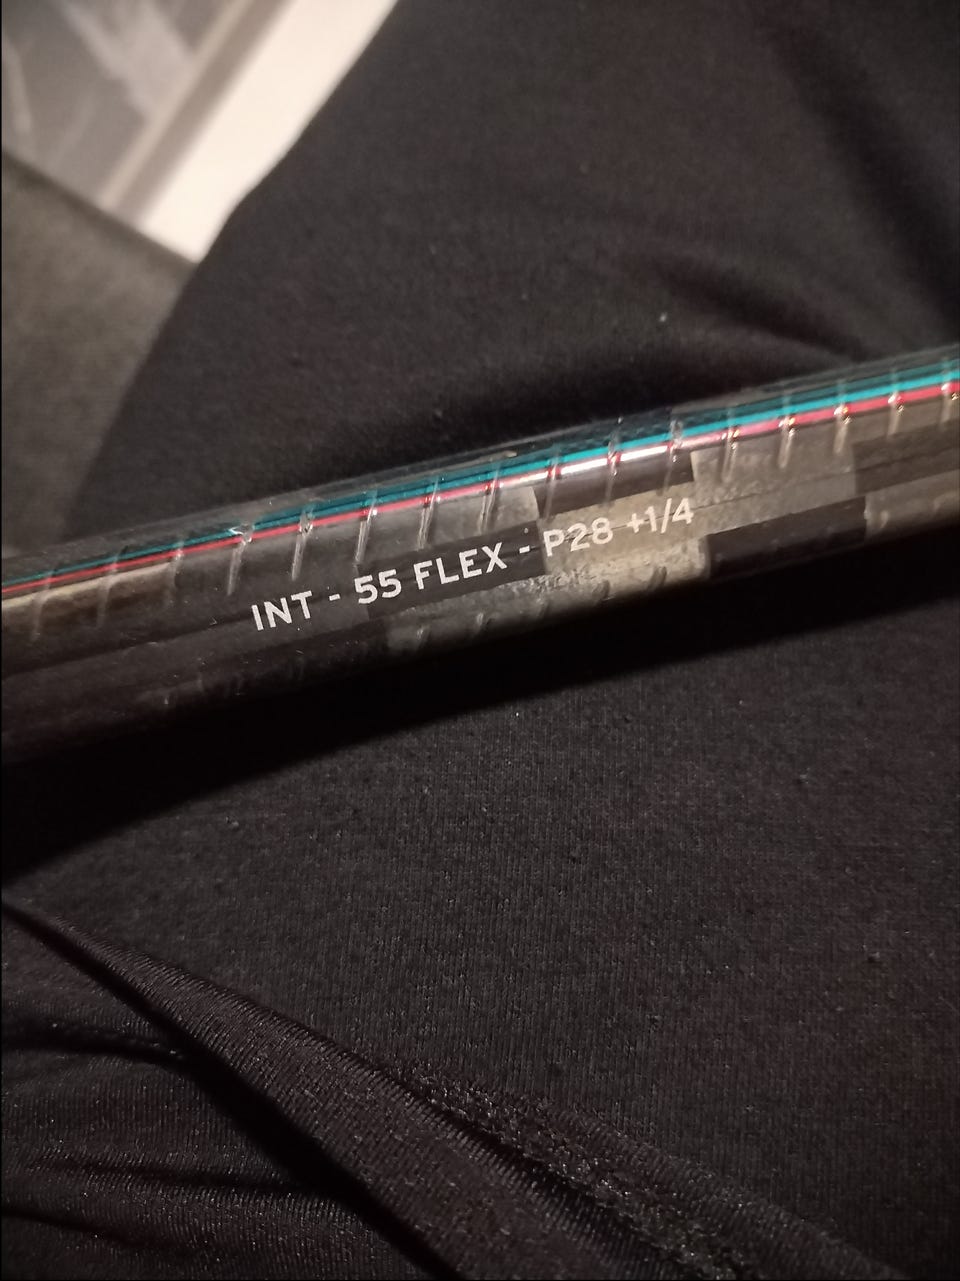 INT - 55 FLEX - P28 +1/4